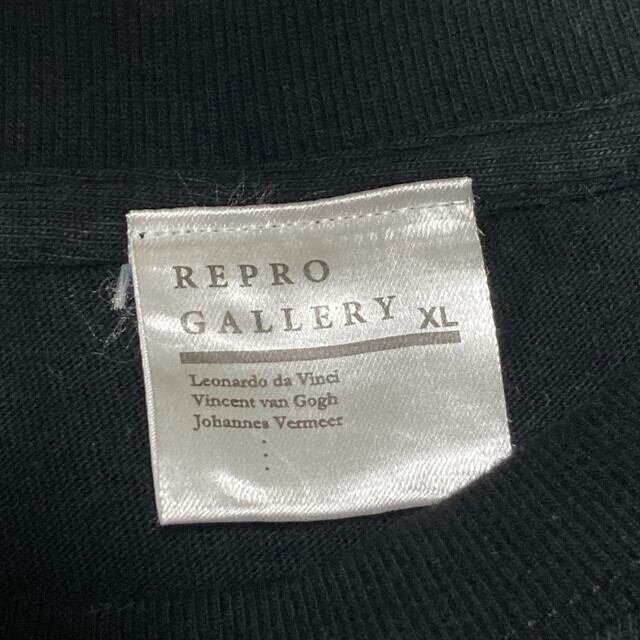 REPRO
GALLERY XL
Leonardo da Vinci
Vincent van Gogh
Johannes Vermeer